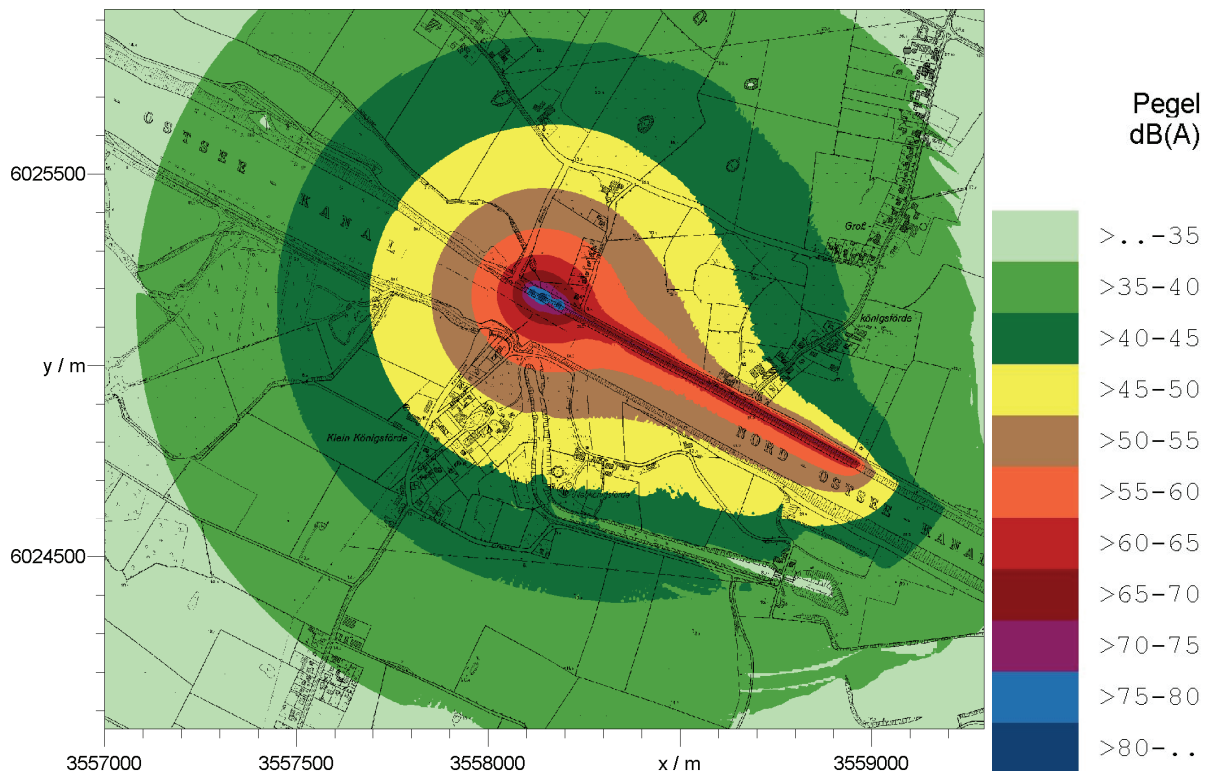 Pegel
dB(A)
OSTSEE - KANAL
6025500
Groß
>..-35
>35-40
königsförde
>40-45
y / m
>45-50
Klein Königsförde
>50-55
NORD - OSTSEE - KANAL
>55-60
>60-65
6024500
>65-70
>70-75
>75-80
>80-..
3557000
3557500
3558000
x / m
3559000